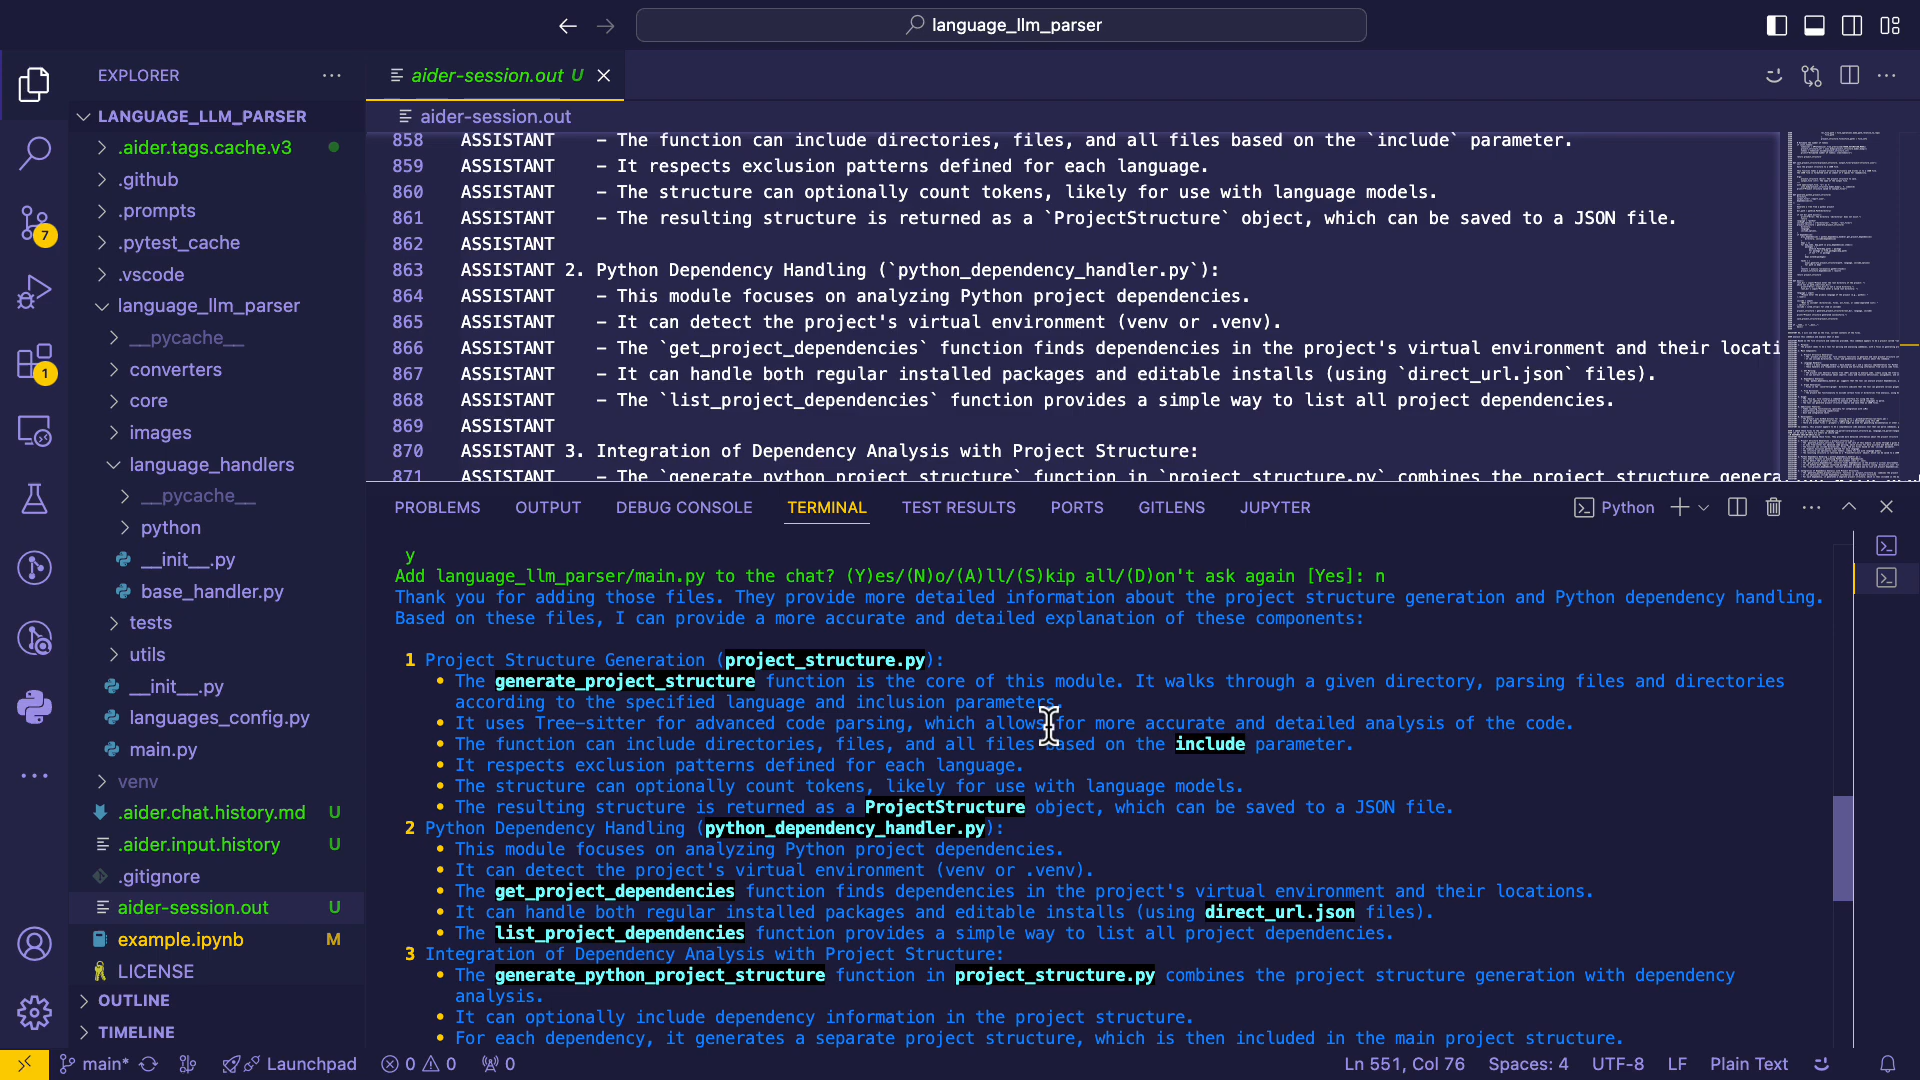 language_llm_parser
EXPLORER
LANGUAGE_LLM_PARSER
.aider.tags.cache.v3
.github
.prompts
.pytest_cache
.vscode
language_llm_parser
__pycache__
converters
core
images
language_handlers
__pycache__
python
__init__.py
base_handler.py
tests
utils
__init__.py
languages_config.py
main.py
venv
.aider.chat.history.md U
.aider.input.history U
.gitignore
aider-session.out U
example.ipynb M
LICENSE
OUTLINE
TIMELINE
7
1
aider-session.out U
aider-session.out
858 ASSISTANT - The function can include directories, files, and all files based on the `include` parameter.
859 ASSISTANT - It respects exclusion patterns defined for each language.
860 ASSISTANT - The structure can optionally count tokens, likely for use with language models.
861 ASSISTANT - The resulting structure is returned as a `ProjectStructure` object, which can be saved to a JSON file.
862 ASSISTANT
863 ASSISTANT 2. Python Dependency Handling (`python_dependency_handler.py`):
864 ASSISTANT - This module focuses on analyzing Python project dependencies.
865 ASSISTANT - It can detect the project's virtual environment (venv or .venv).
866 ASSISTANT - The `get_project_dependencies` function finds dependencies in the project's virtual environment and their locati
867 ASSISTANT - It can handle both regular installed packages and editable installs (using `direct_url.json` files).
868 ASSISTANT - The `list_project_dependencies` function provides a simple way to list all project dependencies.
869 ASSISTANT
870 ASSISTANT 3. Integration of Dependency Analysis with Project Structure:
871 ASSISTANT - The `generate_python_project_structure` function in `project_structure.py` combines the project structure genera
PROBLEMS OUTPUT DEBUG CONSOLE TERMINAL TEST RESULTS PORTS GITLENS JUPYTER Python
y
Add language_llm_parser/main.py to the chat? (Y)es/(N)o/(A)ll/(S)kip all/(D)on't ask again [Yes]: n
Thank you for adding those files. They provide more detailed information about the project structure generation and Python dependency handling.
Based on these files, I can provide a more accurate and detailed explanation of these components:
1 Project Structure Generation (project_structure.py):
• The generate_project_structure function is the core of this module. It walks through a given directory, parsing files and directories
according to the specified language and inclusion parameters.
• It uses Tree-sitter for advanced code parsing, which allows for more accurate and detailed analysis of the code.
• The function can include directories, files, and all files based on the include parameter.
• It respects exclusion patterns defined for each language.
• The structure can optionally count tokens, likely for use with language models.
• The resulting structure is returned as a ProjectStructure object, which can be saved to a JSON file.
2 Python Dependency Handling (python_dependency_handler.py):
• This module focuses on analyzing Python project dependencies.
• It can detect the project's virtual environment (venv or .venv).
• The get_project_dependencies function finds dependencies in the project's virtual environment and their locations.
• It can handle both regular installed packages and editable installs (using direct_url.json files).
• The list_project_dependencies function provides a simple way to list all project dependencies.
3 Integration of Dependency Analysis with Project Structure:
• The generate_python_project_structure function in project_structure.py combines the project structure generation with dependency
analysis.
• It can optionally include dependency information in the project structure.
• For each dependency, it generates a separate project structure, which is then included in the main project structure.
main* Launchpad 0 0 0 Ln 551, Col 76 Spaces: 4 UTF-8 LF Plain Text